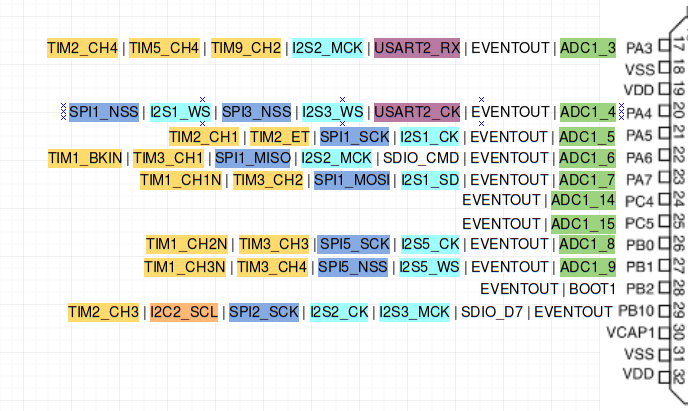 TIM2_CH4 | TIM5_CH4 | TIM9_CH2 | I2S2_MCK | USART2_RX | EVENTOUT | ADC1_3 PA3 17
VSS 18
VDD 19
SPI1_NSS | I2S1_WS | SPI3_NSS | I2S3_WS | USART2_CK | EVENTOUT | ADC1_4 PA4 20
TIM2_CH1 | TIM2_ET | SPI1_SCK | I2S1_CK | EVENTOUT | ADC1_5 PA5 21
TIM1_BKIN | TIM3_CH1 | SPI1_MISO | I2S2_MCK | SDIO_CMD | EVENTOUT | ADC1_6 PA6 22
TIM1_CH1N | TIM3_CH2 | SPI1_MOSI | I2S1_SD | EVENTOUT | ADC1_7 PA7 23
EVENTOUT | ADC1_14 PC4 24
EVENTOUT | ADC1_15 PC5 25
TIM1_CH2N | TIM3_CH3 | SPI5_SCK | I2S5_CK | EVENTOUT | ADC1_8 PB0 26
TIM1_CH3N | TIM3_CH4 | SPI5_NSS | I2S5_WS | EVENTOUT | ADC1_9 PB1 27
EVENTOUT | BOOT1 PB2 28
TIM2_CH3 | I2C2_SCL | SPI2_SCK | I2S2_CK | I2S3_MCK | SDIO_D7 | EVENTOUT PB10 29
VCAP1 30
VSS 31
VDD 32